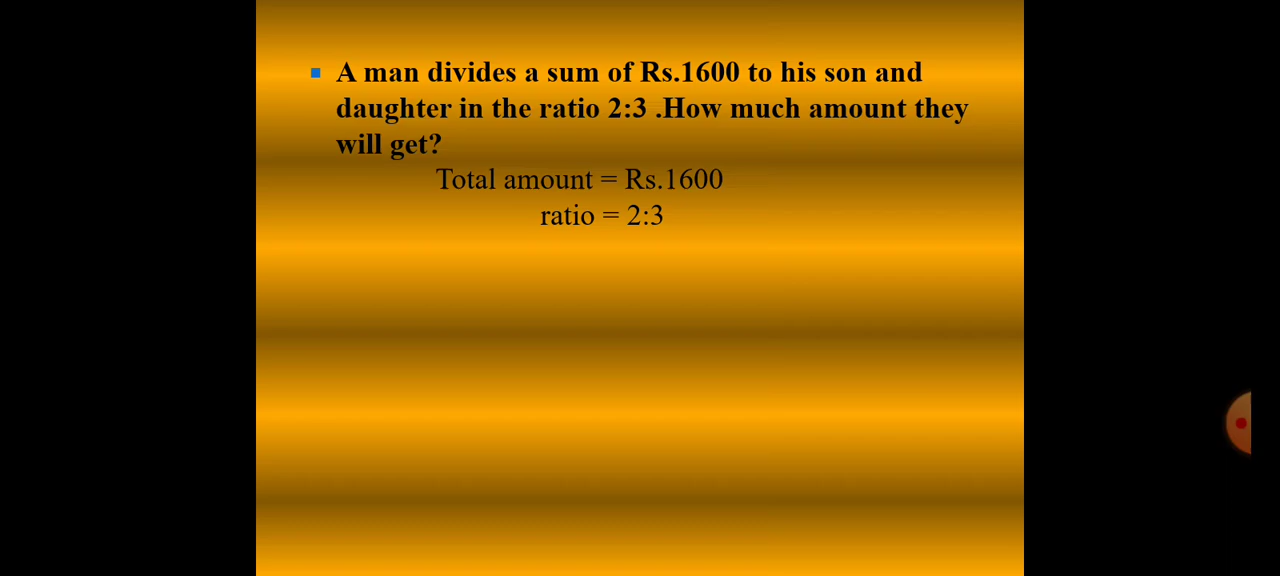 A man divides a sum of Rs.1600 to his son and
daughter in the ratio 2:3 .How much amount they
will get?
Total amount = Rs.1600
ratio = 2:3